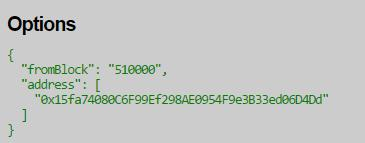 Options
{
"fromBlock": "510000",
"address": [
"0x15fa74080C6F99Ef298AE0954F9e3B33ed06D4Dd"
]
}